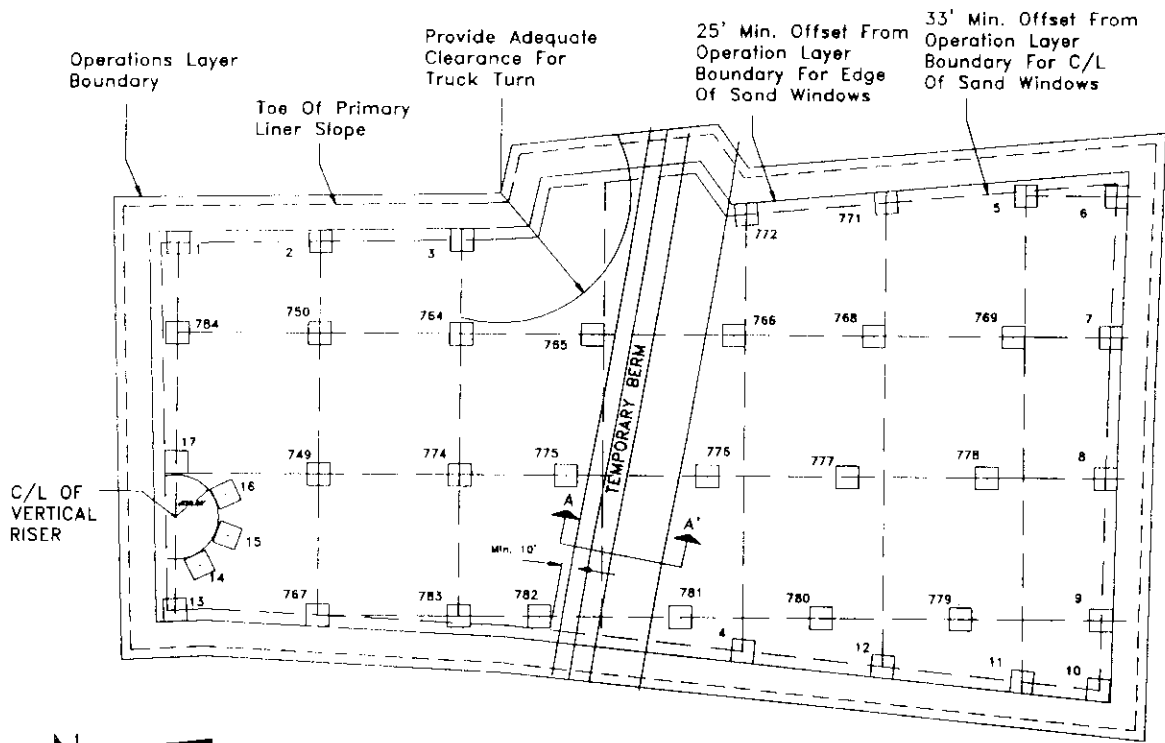 Operations Layer
Boundary
Toe Of Primary
Liner Slope
Provide Adequate
Clearance For
Truck Turn
25' Min. Offset From
Operation Layer
Boundary For Edge
Of Sand Windows
33' Min. Offset From
Operation Layer
Boundary For C/L
Of Sand Windows
1
2
3
772
771
5
6
784
750
764
765
766
768
769
7
TEMPORARY BERM
17
749
774
775
776
777
778
8
C/L OF
VERTICAL
RISER
16
15
14
A
A'
Min. 10'
13
767
783
782
781
780
779
9
4
12
11
10
N